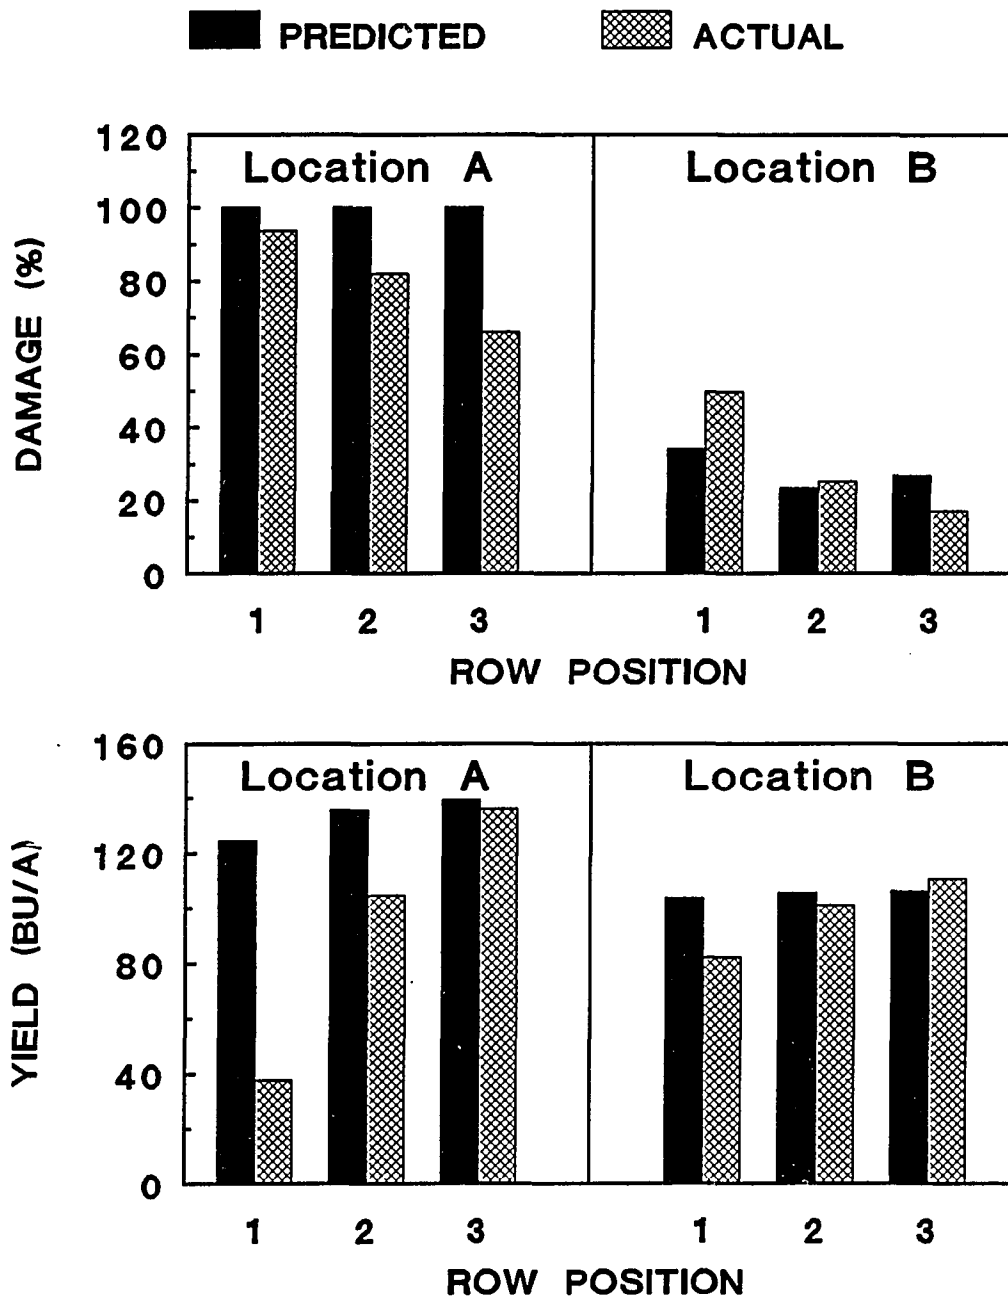 PREDICTED ACTUAL
120
Location A Location B
100
80
60
40
20
0
DAMAGE (%)
1 2 3 1 2 3
ROW POSITION
160
Location A Location B
120
80
40
0
YIELD (BU/A)
1 2 3 1 2 3
ROW POSITION